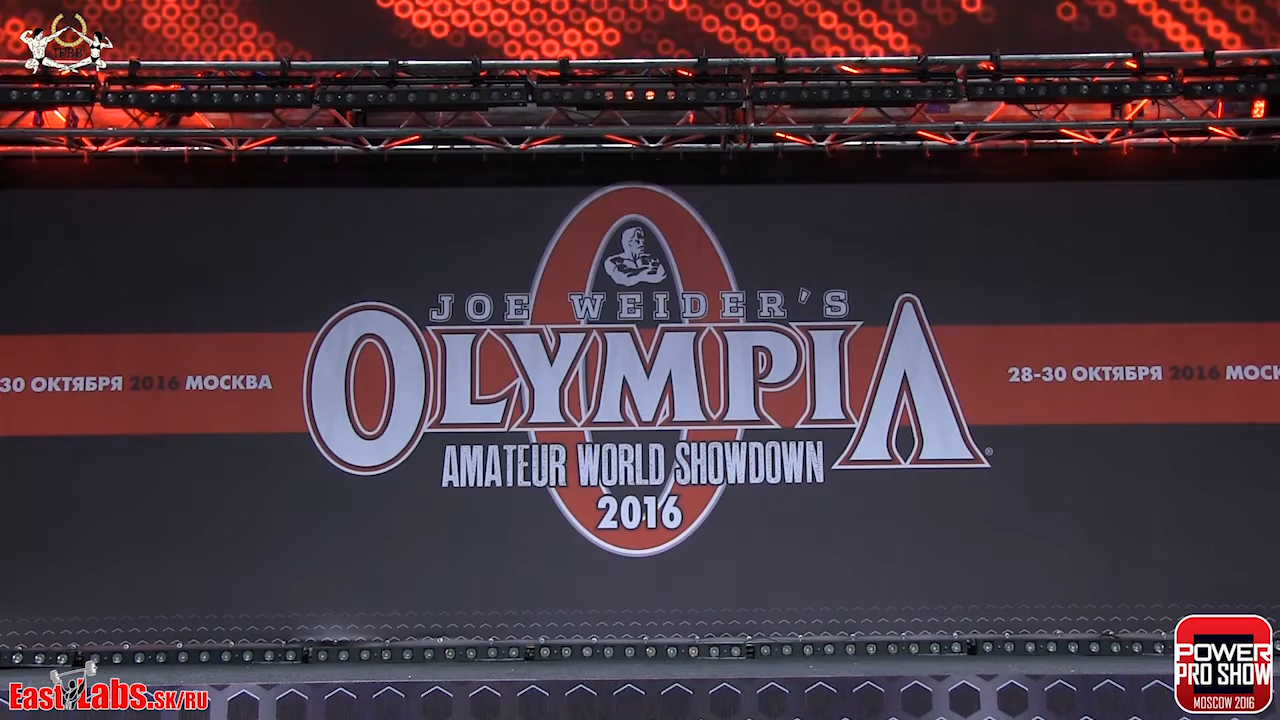 IFBB
JOE WEIDER'S
OLYMPIA
30 ОКТЯБРЯ 2016 МОСКВА
28-30 ОКТЯБРЯ 2016 МОСК
AMATEUR WORLD SHOWDOWN
2016
EastLabs.SK/RU
POWER
PRO SHOW
MOSCOW 2016